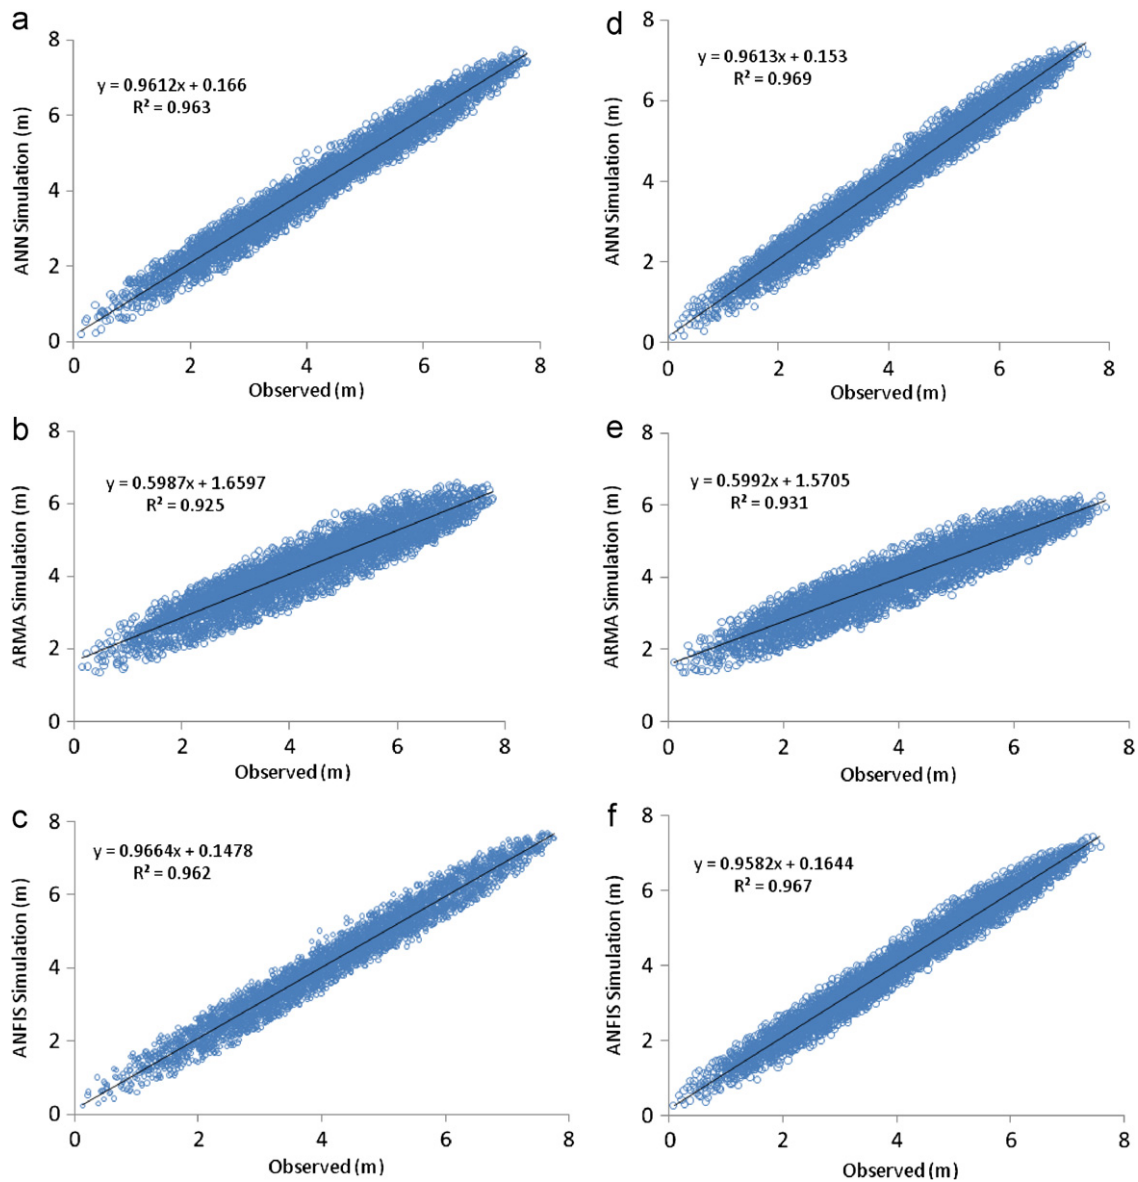 a
8
6
4
2
0
y = 0.9612x + 0.166
R² = 0.963
ANN Simulation (m)
0 2 4 6 8
Observed (m)
d
8
6
4
2
0
y = 0.9613x + 0.153
R² = 0.969
ANN Simulation (m)
0 2 4 6 8
Observed (m)
b
8
6
4
2
0
y = 0.5987x + 1.6597
R² = 0.925
ARMA Simulation (m)
0 2 4 6 8
Observed (m)
e
8
6
4
2
0
y = 0.5992x + 1.5705
R² = 0.931
ARMA Simulation (m)
0 2 4 6 8
Observed (m)
c
8
6
4
2
0
y = 0.9664x + 0.1478
R² = 0.962
ANFIS Simulation (m)
0 2 4 6 8
Observed (m)
f
8
6
4
2
0
y = 0.9582x + 0.1644
R² = 0.967
ANFIS Simulation (m)
0 2 4 6 8
Observed (m)